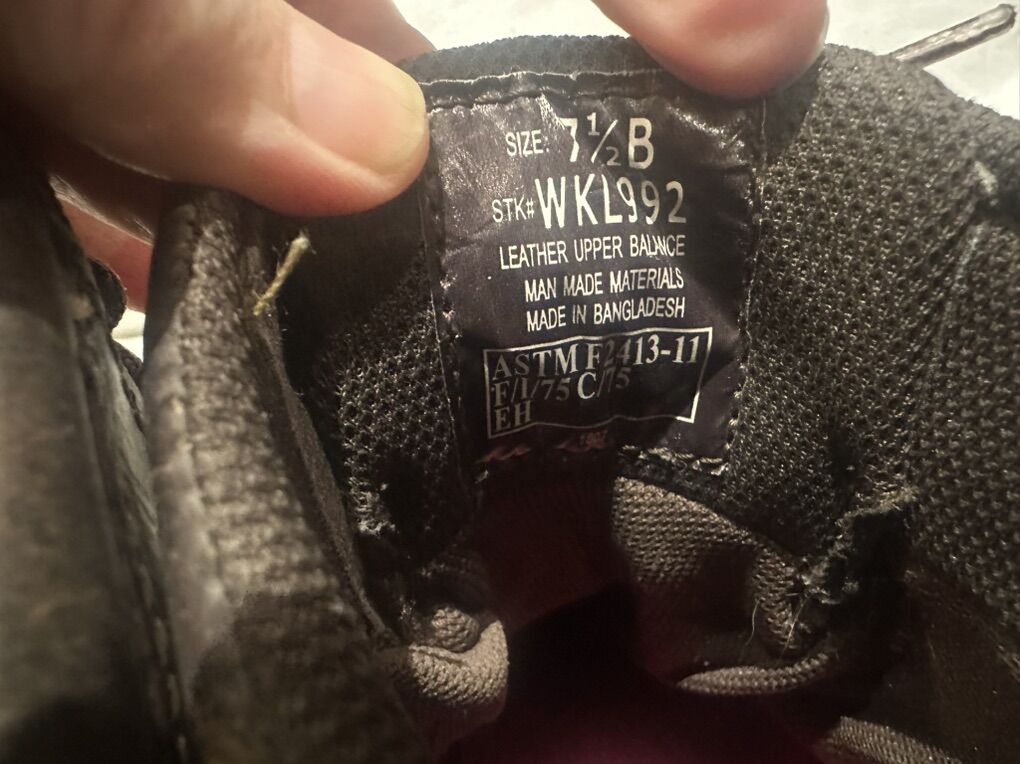 SIZE: 7½B
STK# WKL992
LEATHER UPPER BALANCE
MAN MADE MATERIALS
MADE IN BANGLADESH
ASTM F 2413-11
F/I/75 C/75
EH